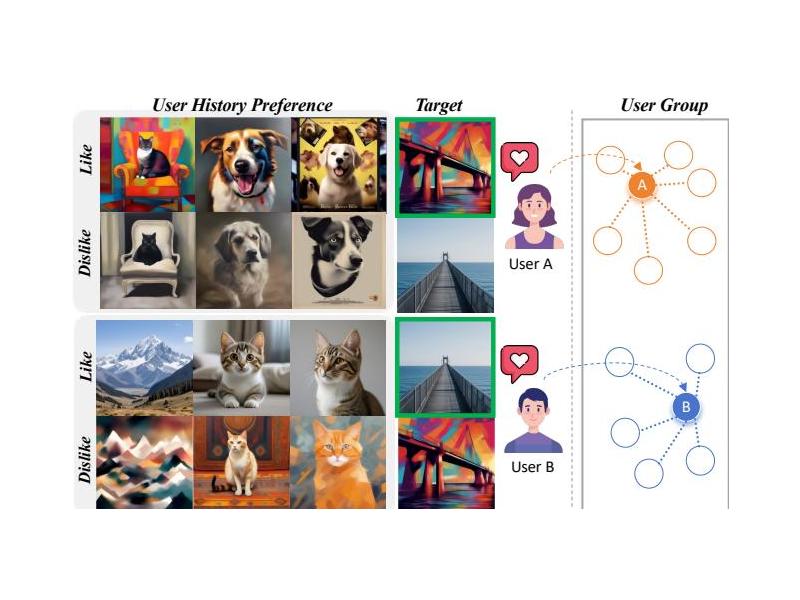 User History Preference
Target
User Group
Like
Dislike
User A
A
Like
Dislike
User B
B